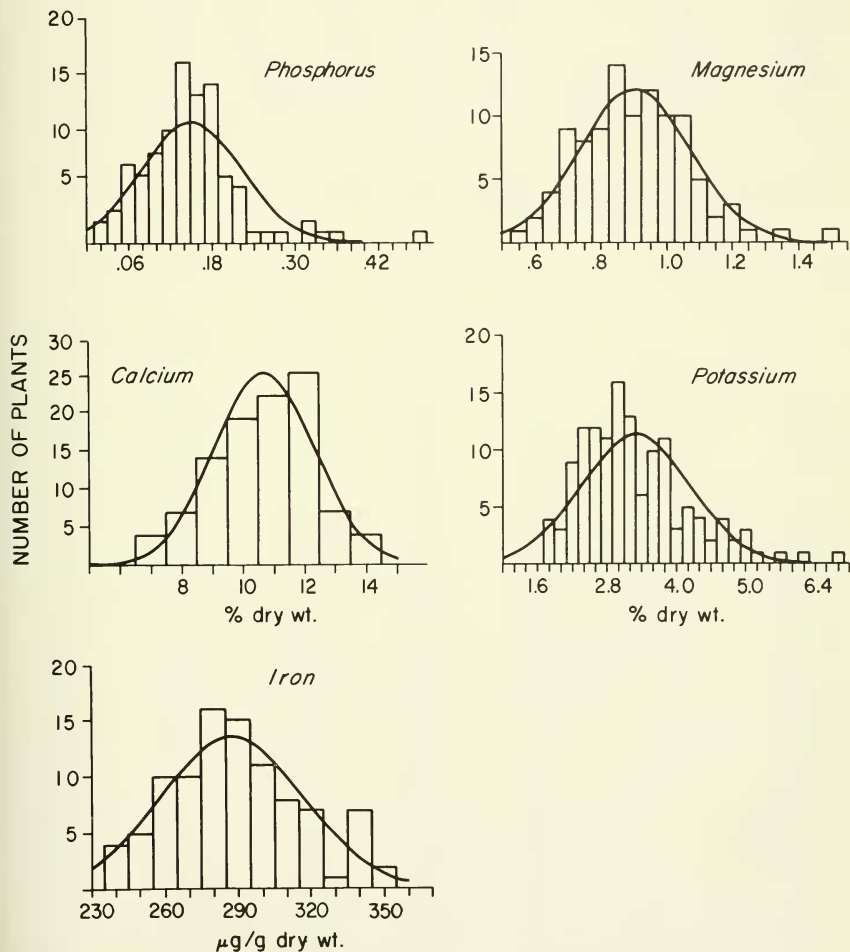 20
15
10
5
Phosphorus
.06 .18 .30 .42
15
10
5
Magnesium
.6 .8 1.0 1.2 1.4
NUMBER OF PLANTS
30
25
20
15
10
5
Calcium
8 10 12 14
% dry wt.
20
15
10
5
Potassium
1.6 2.8 4.0 5.0 6.4
% dry wt.
20
15
10
5
Iron
230 260 290 320 350
µg/g dry wt.